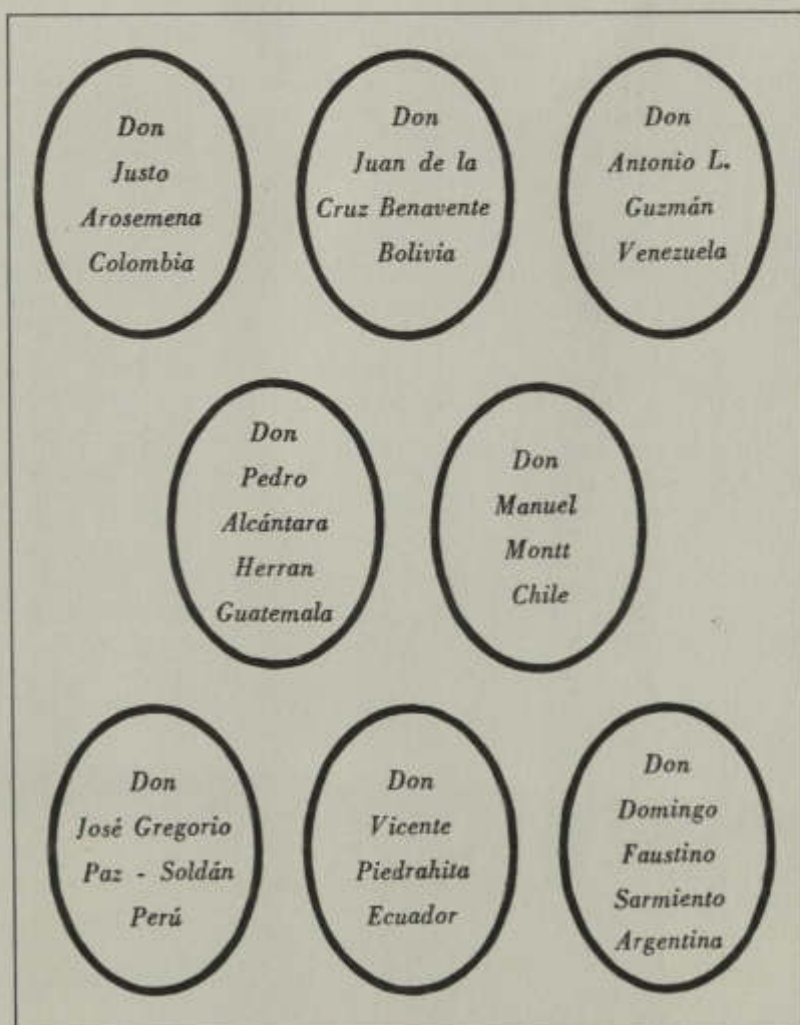 Don
Justo
Arosemena
Colombia
Don
Juan de la
Cruz Benavente
Bolivia
Don
Antonio L.
Guzmán
Venezuela
Don
Pedro
Alcántara
Herran
Guatemala
Don
Manuel
Montt
Chile
Don
José Gregorio
Paz - Soldán
Perú
Don
Vicente
Piedrahita
Ecuador
Don
Domingo
Faustino
Sarmiento
Argentina